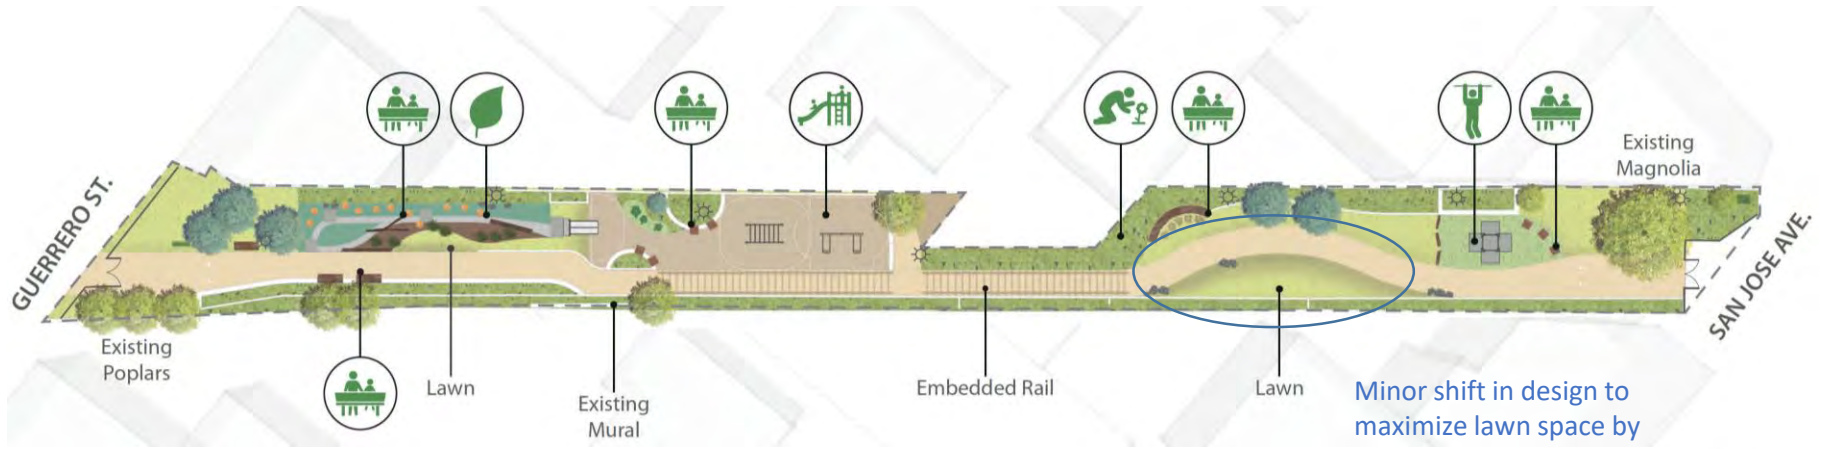 GUERRERO ST.
Existing
Magnolia
SAN JOSE AVE.
Existing
Poplars
Lawn
Existing
Mural
Embedded Rail
Lawn
Minor shift in design to
maximize lawn space by